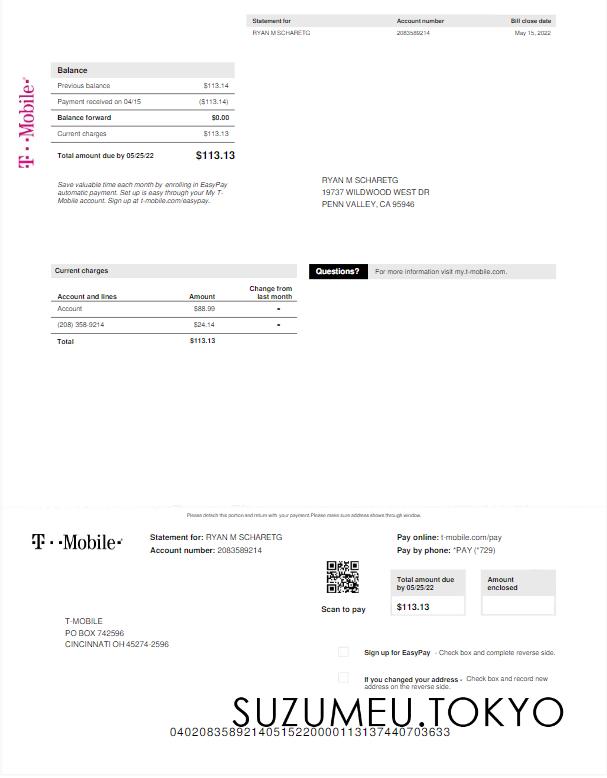 Statement for Account number Bill close date
RYAN M SCHARETG 2083589214 May 15, 2022
T··Mobile·
Balance
Previous balance $113.14
Payment received on 04/15 ($113.14)
Balance forward $0.00
Current charges $113.13
Total amount due by 05/25/22 $113.13
Save valuable time each month by enrolling in EasyPay
automatic payment. Set up is easy through your My T-
Mobile account. Sign up at t-mobile.com/easypay.
RYAN M SCHARETG
19737 WILDWOOD WEST DR
PENN VALLEY, CA 95946
Current charges
Change from
Account and lines Amount last month
Account $88.99 -
(208) 358-9214 $24.14 -
Total $113.13
Questions? For more information visit my.t-mobile.com.
Please detach this portion and return with your payment.Please make sure address shows through window.
T··Mobile·
Statement for: RYAN M SCHARETG
Account number: 2083589214
Pay online: t-mobile.com/pay
Pay by phone: *PAY (*729)
Scan to pay
Total amount due
by 05/25/22
$113.13
Amount
enclosed
T-MOBILE
PO BOX 742596
CINCINNATI OH 45274-2596
Sign up for EasyPay - Check box and complete reverse side.
If you changed your address - Check box and record new
address on the reverse side.
SUZUMEU.TOKYO
04020835892140515220000113137440703633